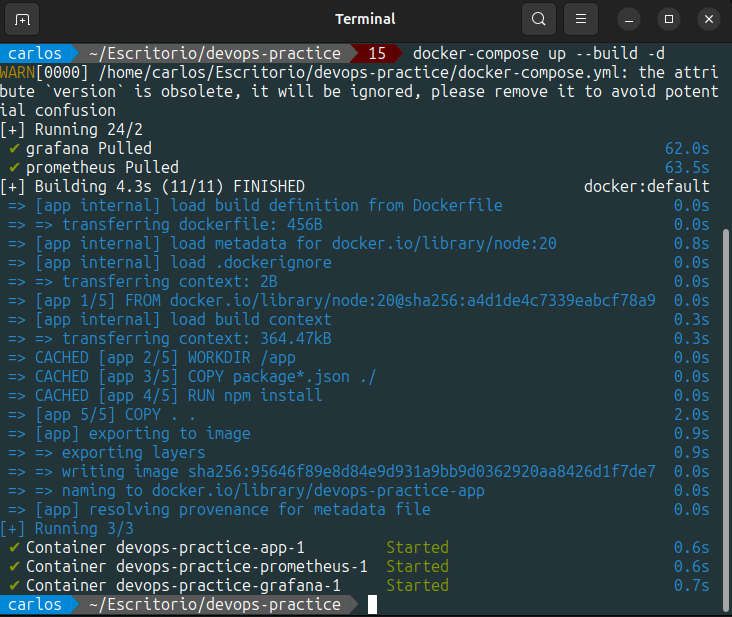 Terminal
carlos ~/Escritorio/devops-practice 15 docker-compose up --build -d
WARN[0000] /home/carlos/Escritorio/devops-practice/docker-compose.yml: the attri
bute `version` is obsolete, it will be ignored, please remove it to avoid potent
ial confusion
[+] Running 24/2
✔ grafana Pulled 62.0s
✔ prometheus Pulled 63.5s
[+] Building 4.3s (11/11) FINISHED docker:default
=> [app internal] load build definition from Dockerfile 0.0s
=> => transferring dockerfile: 456B 0.0s
=> [app internal] load metadata for docker.io/library/node:20 0.8s
=> [app internal] load .dockerignore 0.0s
=> => transferring context: 2B 0.0s
=> [app 1/5] FROM docker.io/library/node:20@sha256:a4d1de4c7339eabcf78a9 0.0s
=> [app internal] load build context 0.3s
=> => transferring context: 364.47kB 0.3s
=> CACHED [app 2/5] WORKDIR /app 0.0s
=> CACHED [app 3/5] COPY package*.json ./ 0.0s
=> CACHED [app 4/5] RUN npm install 0.0s
=> [app 5/5] COPY . . 2.0s
=> [app] exporting to image 0.9s
=> => exporting layers 0.9s
=> => writing image sha256:95646f89e8d84e9d931a9bb9d0362920aa8426d1f7de7 0.0s
=> => naming to docker.io/library/devops-practice-app 0.0s
=> [app] resolving provenance for metadata file 0.0s
[+] Running 3/3
✔ Container devops-practice-app-1 Started 0.6s
✔ Container devops-practice-prometheus-1 Started 0.6s
✔ Container devops-practice-grafana-1 Started 0.7s
carlos ~/Escritorio/devops-practice